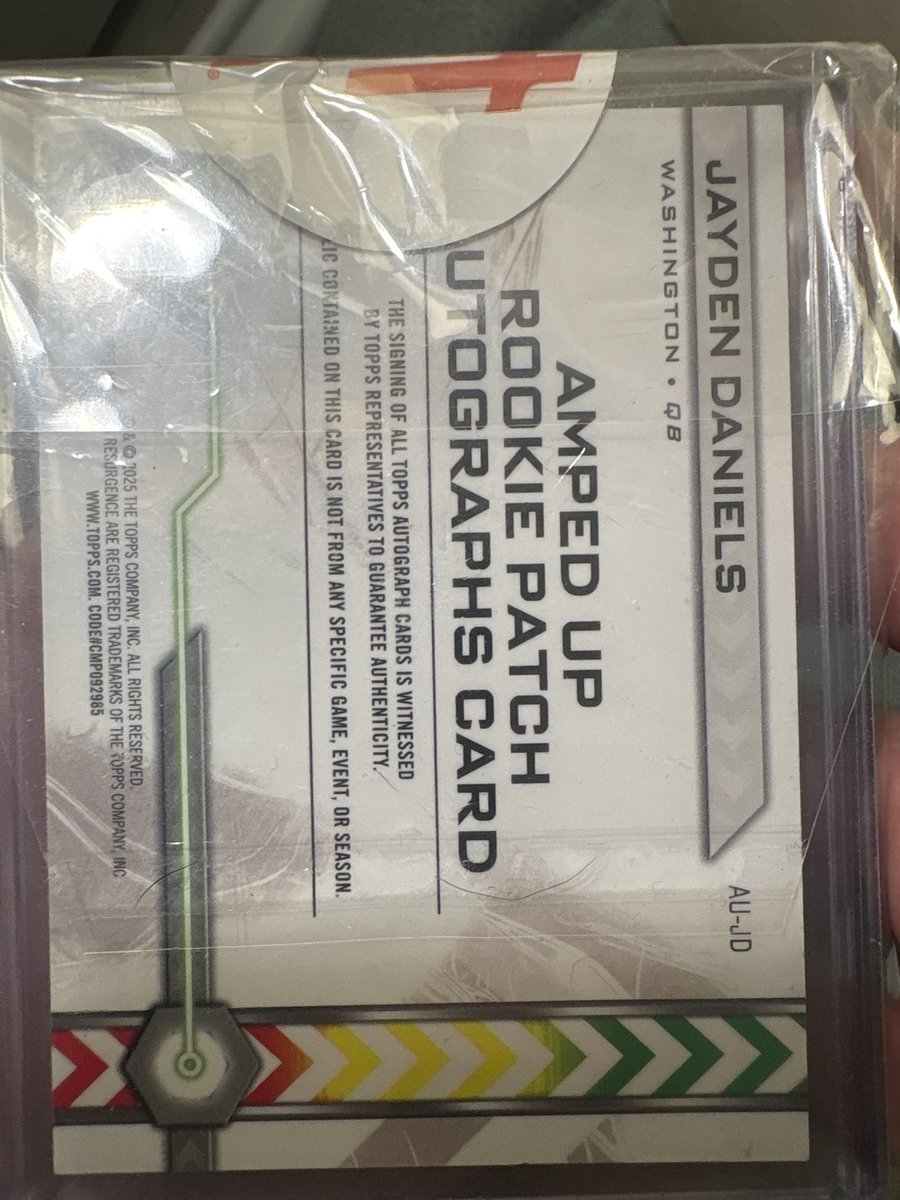 JAYDEN DANIELS
WASHINGTON • QB
AU-JD
AMPED UP
ROOKIE PATCH
UTOGRAPHS CARD
THE SIGNING OF ALL TOPPS AUTOGRAPH CARDS IS WITNESSED
BY TOPPS REPRESENTATIVES TO GUARANTEE AUTHENTICITY.
CONTAINED ON THIS CARD IS NOT FROM ANY SPECIFIC GAME, EVENT, OR SEASON.
& © 2025 THE TOPPS COMPANY, INC. ALL RIGHTS RESERVED.
RESURGENCE ARE REGISTERED TRADEMARKS OF THE TOPPS COMPANY, INC
WWW.TOPPS.COM. CODE#CMP092985